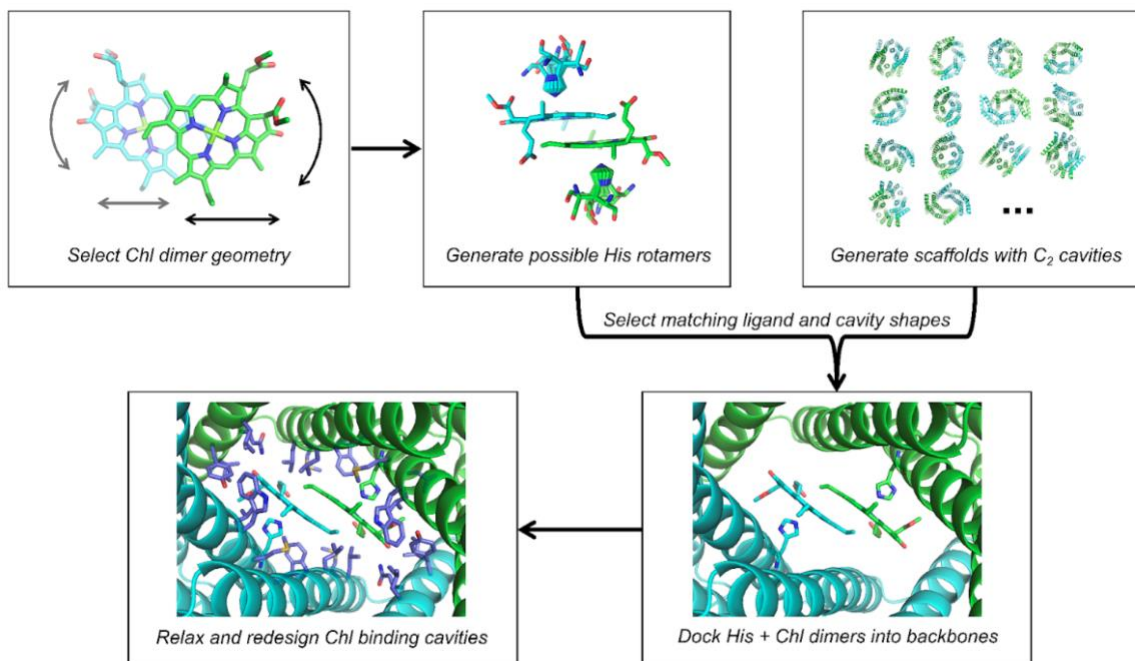 Select Chl dimer geometry
Generate possible His rotamers
...
Generate scaffolds with C₂ cavities
Select matching ligand and cavity shapes
Relax and redesign Chl binding cavities
Dock His + Chl dimers into backbones